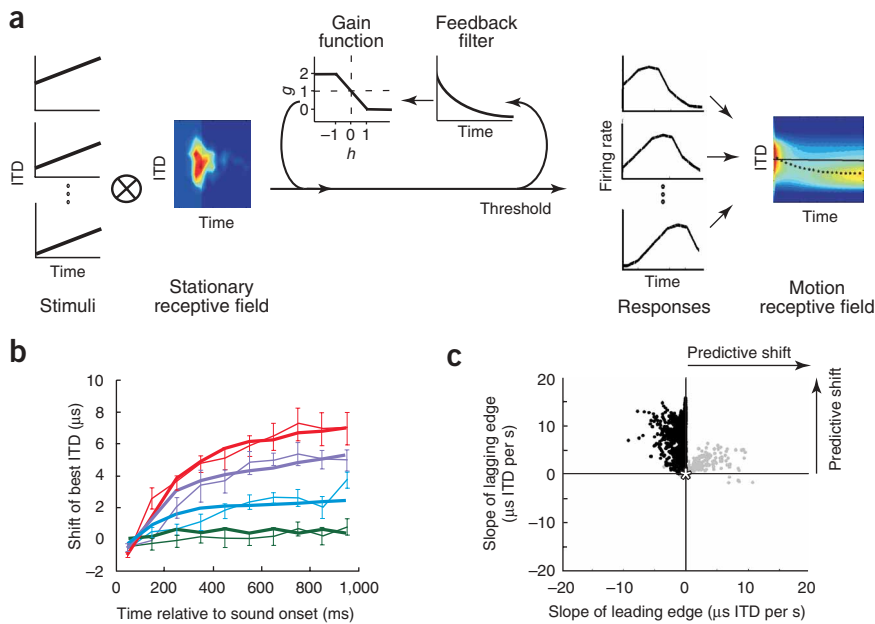 a
Gain
function
Feedback
filter
g
2
1
0
–1 0 1
h
Time
ITD
Time
Stimuli
ITD
Time
Stationary
receptive field
Threshold
Firing rate
Time
Responses
ITD
Time
Motion
receptive field
b
Shift of best ITD (μs)
10
8
6
4
2
0
–2
0 200 400 600 800 1,000
Time relative to sound onset (ms)
c
Predictive shift
Predictive shift
Slope of lagging edge
(μs ITD per s)
20
15
10
5
0
–5
–10
–15
–20
–20 –10 0 10 20
Slope of leading edge (μs ITD per s)